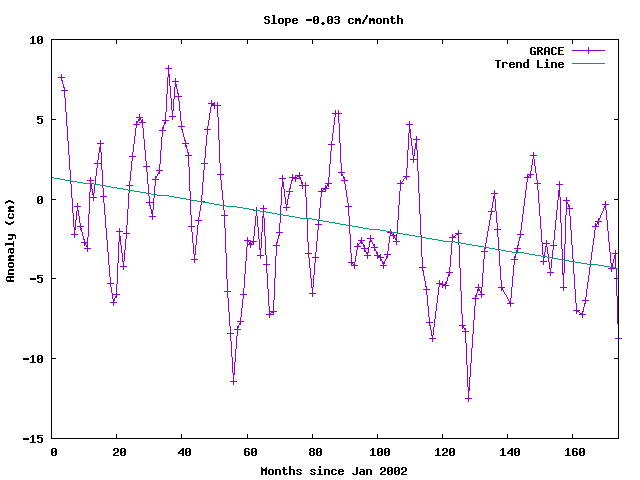 Slope -0.03 cm/month
GRACE
Trend Line
10
5
0
-5
-10
-15
Anomaly (cm)
0 20 40 60 80 100 120 140 160
Months since Jan 2002